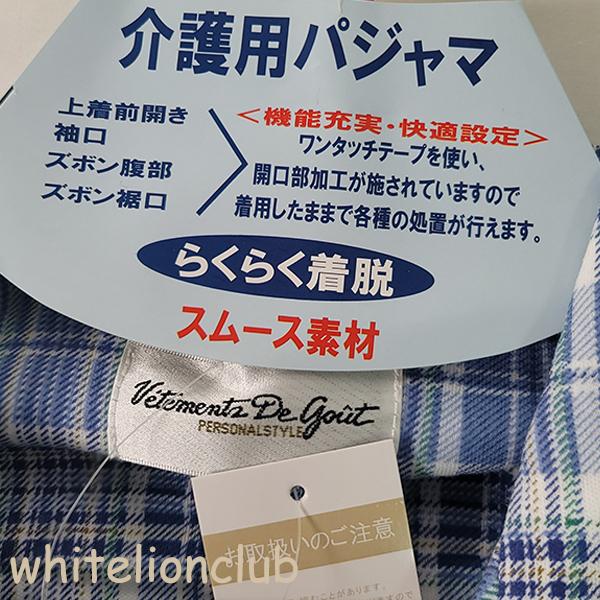 介護用パジャマ
上着前開き
袖口
ズボン腹部
ズボン裾口
＜機能充実・快適設定＞
ワンタッチテープを使い、
開口部加工が施されていますので
着用したままで各種の処置が行えます。
らくらく着脱
スムース素材
Vetements De Goût
PERSONALSTYLE
お取扱いのご注意
whitelionclub